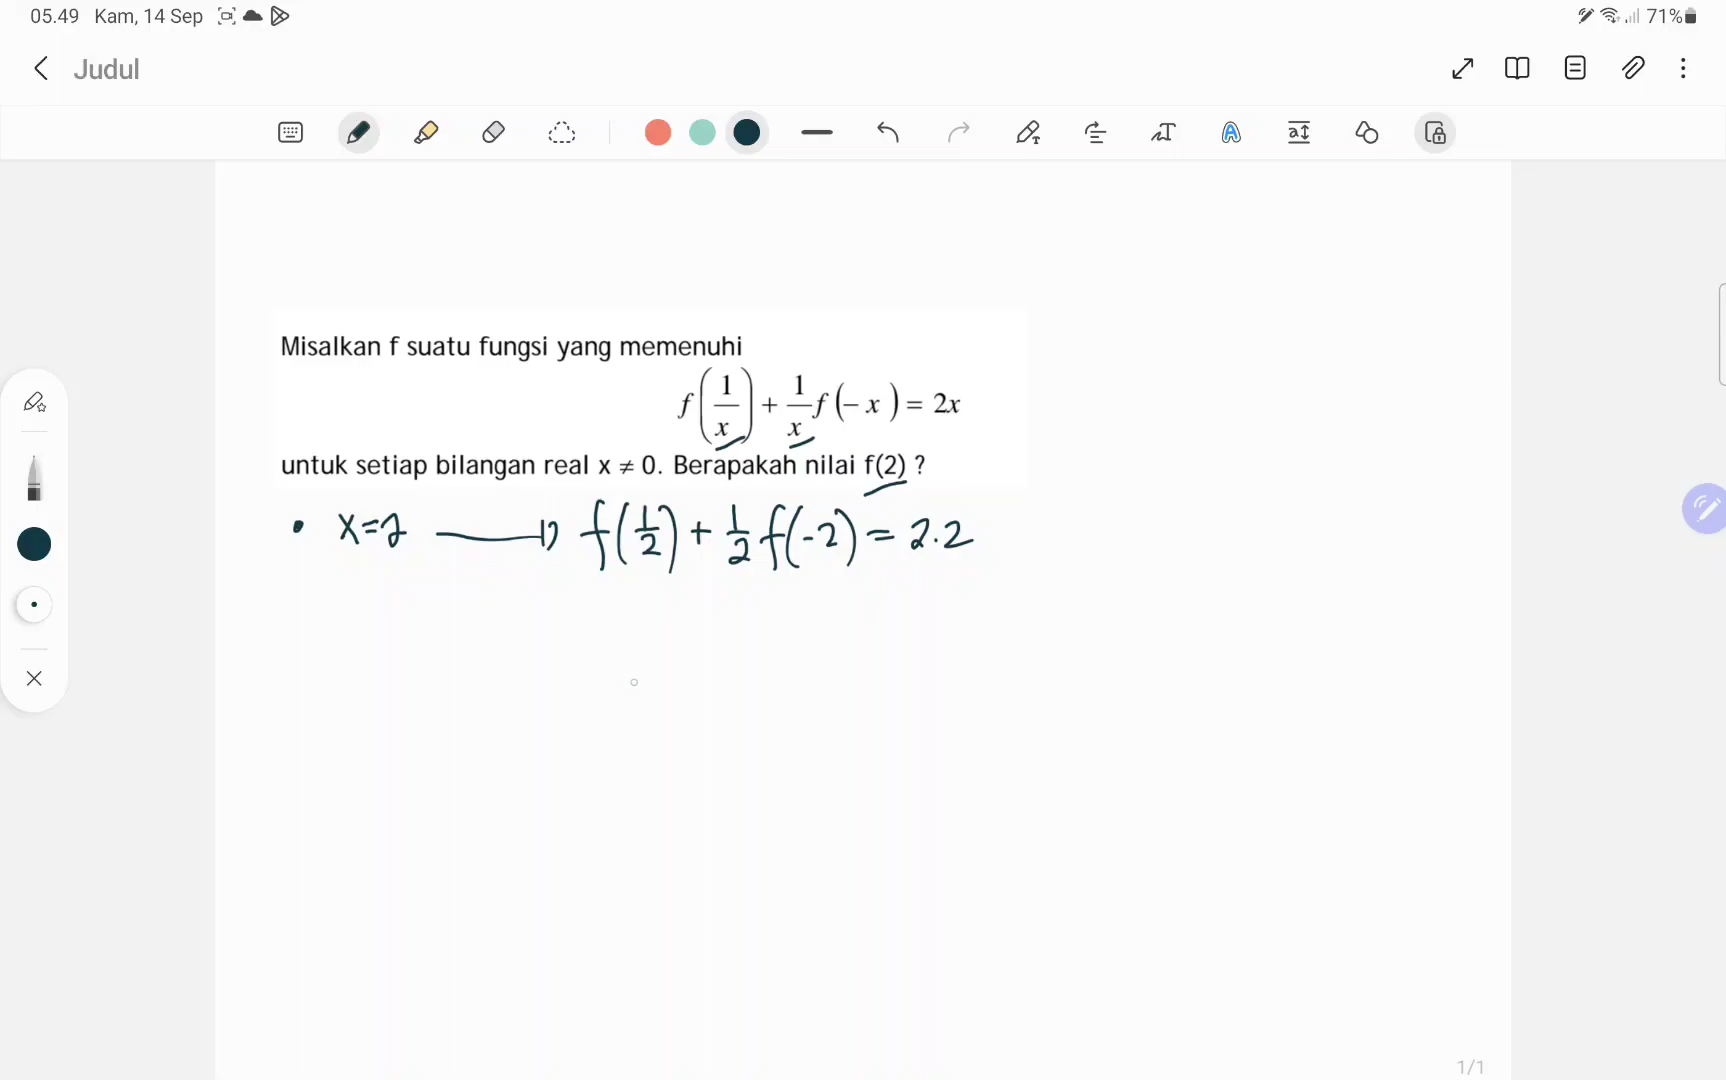 05.49 Kam, 14 Sep 71%
Judul
Misalkan f suatu fungsi yang memenuhi
f(1/x) + 1/x f(− x) = 2x
untuk setiap bilangan real x ≠ 0. Berapakah nilai f(2) ?
• x=2 → f(1/2) + 1/2 f(-2) = 2.2
1/1